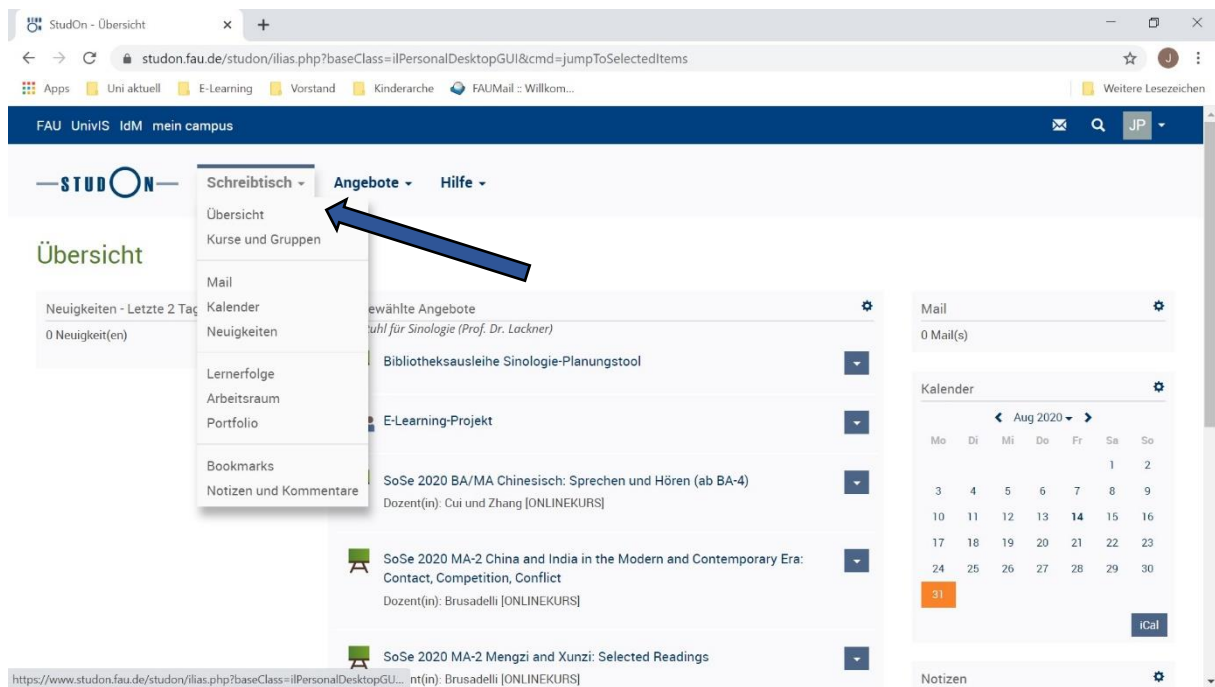 StudOn - Übersicht
studon.fau.de/studon/ilias.php?baseClass=ilPersonalDesktopGUI&cmd=jumpToSelectedItems
J
Apps Uni aktuell E-Learning Vorstand Kinderarche FAUMail :: Willkom... Weitere Lesezeichen
FAU UnivIS IdM mein campus
JP
STUDON Schreibtisch Angebote Hilfe
Übersicht
Kurse und Gruppen
Mail
Kalender
Neuigkeiten
Lernerfolge
Arbeitsraum
Portfolio
Bookmarks
Notizen und Kommentare
Übersicht
Neuigkeiten - Letzte 2 Tag
0 Neuigkeit(en)
ewählte Angebote
uhl für Sinologie (Prof. Dr. Lackner)
Bibliotheksausleihe Sinologie-Planungstool
E-Learning-Projekt
SoSe 2020 BA/MA Chinesisch: Sprechen und Hören (ab BA-4)
Dozent(in): Cui und Zhang [ONLINEKURS]
SoSe 2020 MA-2 China and India in the Modern and Contemporary Era:
Contact, Competition, Conflict
Dozent(in): Brusadelli [ONLINEKURS]
SoSe 2020 MA-2 Mengzi and Xunzi: Selected Readings
nt(in): Brusadelli [ONLINEKURS]
Mail
0 Mail(s)
Kalender
Aug 2020
Mo Di Mi Do Fr Sa So
1 2
3 4 5 6 7 8 9
10 11 12 13 14 15 16
17 18 19 20 21 22 23
24 25 26 27 28 29 30
31
iCal
Notizen
https://www.studon.fau.de/studon/ilias.php?baseClass=ilPersonalDesktopGU...